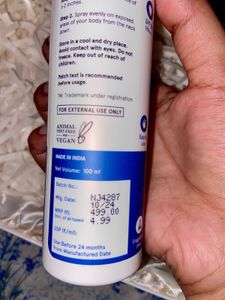 1-2 inches.
Step 2. Spray evenly on exposed
areas of your body from the neck
down.
Store in a cool and dry place.
Avoid contact with eyes. Do not
freeze. Keep out of reach of
children.
Patch test is recommended
before usage.
TM: Trademark under registration
FOR EXTERNAL USE ONLY
ANIMAL
TEST-FREE
VEGAN
MADE IN INDIA
Net Volume: 100 ml
Batch No.:
NJ4287
Mfg. Date:
10/24
MRP (₹)
499.00
(Incl. of all taxes)
4.99
USP (₹/ml)
Use Before 24 months
from Manufactured Date